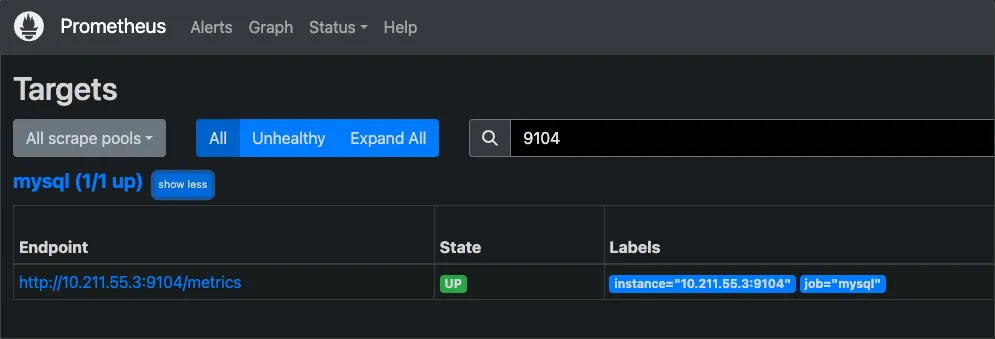 Prometheus Alerts Graph Status Help
Targets
All scrape pools All Unhealthy Expand All 9104
mysql (1/1 up) show less
Endpoint State Labels
http://10.211.55.3:9104/metrics UP instance="10.211.55.3:9104" job="mysql"